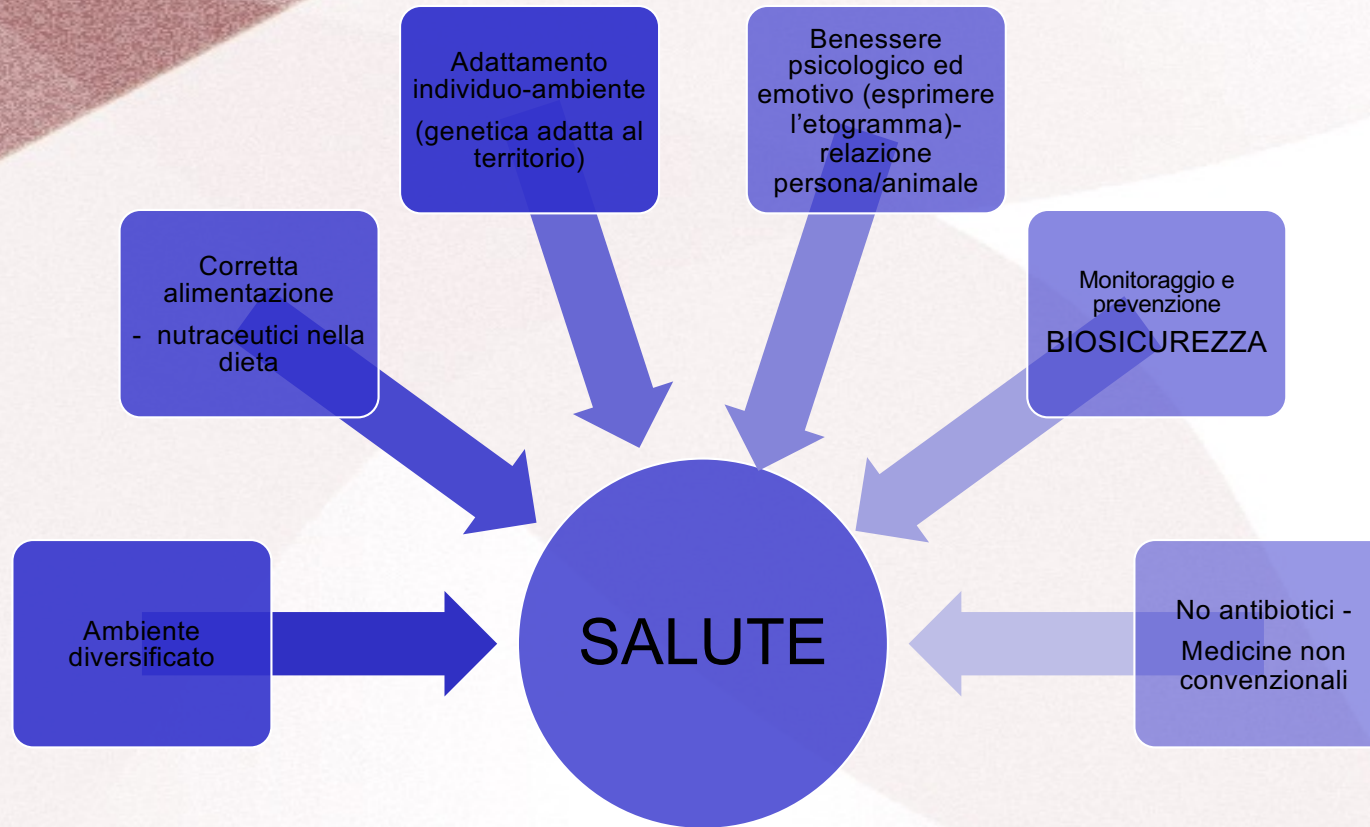 Adattamento
individuo-ambiente
(genetica adatta al
territorio)
Benessere
psicologico ed
emotivo (esprimere
l’etogramma)-
relazione
persona/animale
Corretta
alimentazione
- nutraceutici nella
dieta
Monitoraggio e
prevenzione
BIOSICUREZZA
Ambiente
diversificato
SALUTE
No antibiotici -
Medicine non
convenzionali